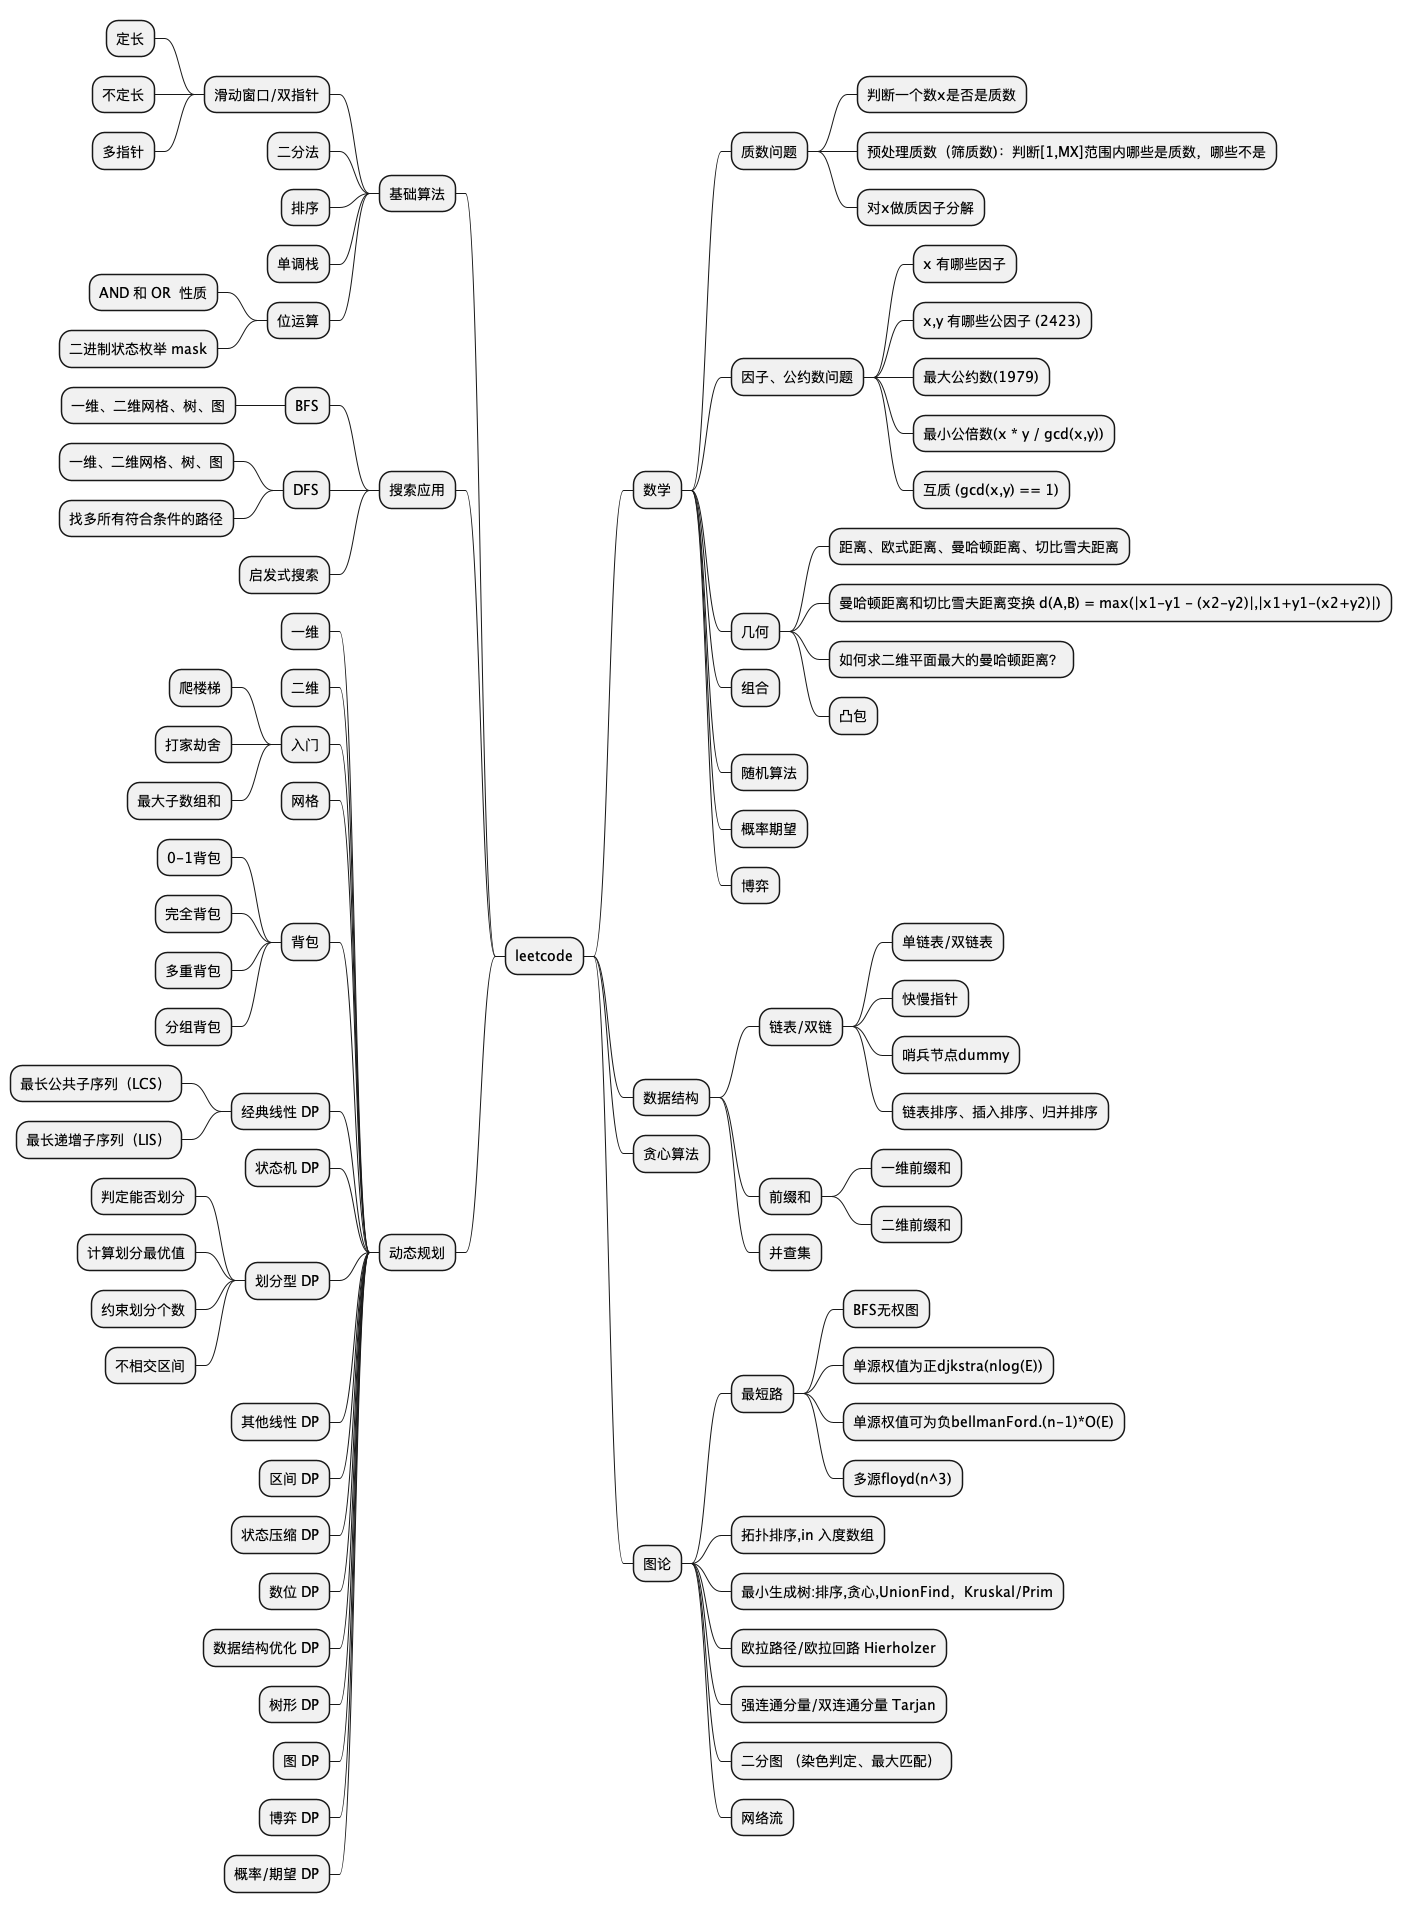 leetcode
数学
质数问题
判断一个数x是否是质数
预处理质数（筛质数)：判断[1,MX]范围内哪些是质数，哪些不是
对x做质因子分解
因子、公约数问题
x 有哪些因子
x,y 有哪些公因子 (2423)
最大公约数(1979)
最小公倍数(x * y / gcd(x,y))
互质 (gcd(x,y) == 1)
几何
距离、欧式距离、曼哈顿距离、切比雪夫距离
曼哈顿距离和切比雪夫距离变换 d(A,B) = max(|x1-y1 - (x2-y2)|,|x1+y1-(x2+y2)|)
如何求二维平面最大的曼哈顿距离？
凸包
组合
随机算法
概率期望
博弈
数据结构
链表/双链
单链表/双链表
快慢指针
哨兵节点dummy
链表排序、插入排序、归并排序
前缀和
一维前缀和
二维前缀和
并查集
贪心算法
图论
最短路
BFS无权图
单源权值为正djkstra(nlog(E))
单源权值可为负bellmanFord.(n-1)*O(E)
多源floyd(n^3)
拓扑排序,in 入度数组
最小生成树:排序,贪心,UnionFind，Kruskal/Prim
欧拉路径/欧拉回路 Hierholzer
强连通分量/双连通分量 Tarjan
二分图 （染色判定、最大匹配）
网络流
基础算法
滑动窗口/双指针
定长
不定长
多指针
二分法
排序
单调栈
位运算
AND 和 OR  性质
二进制状态枚举 mask
搜索应用
BFS
一维、二维网格、树、图
DFS
一维、二维网格、树、图
找多所有符合条件的路径
启发式搜索
动态规划
一维
二维
入门
爬楼梯
打家劫舍
最大子数组和
网格
背包
0-1背包
完全背包
多重背包
分组背包
经典线性 DP
最长公共子序列（LCS）
最长递增子序列（LIS）
状态机 DP
划分型 DP
判定能否划分
计算划分最优值
约束划分个数
不相交区间
其他线性 DP
区间 DP
状态压缩 DP
数位 DP
数据结构优化 DP
树形 DP
图 DP
博弈 DP
概率/期望 DP